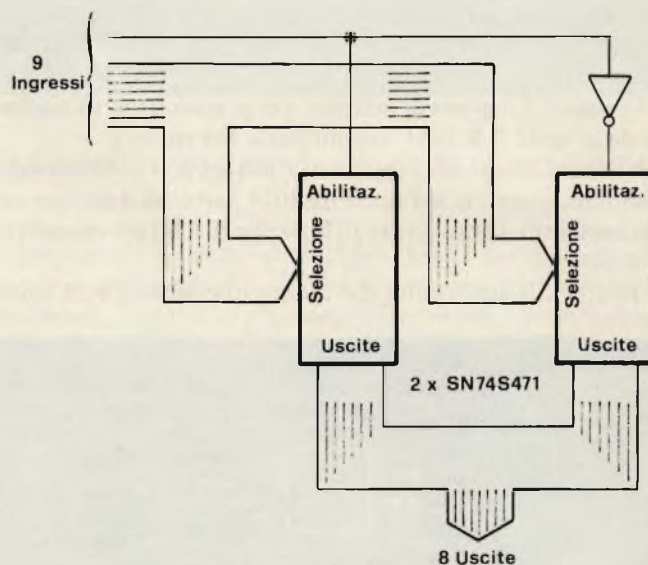 9
Ingressi
Abilitaz.
Selezione
Uscite
Abilitaz.
Selezione
Uscite
2 x SN74S471
8 Uscite